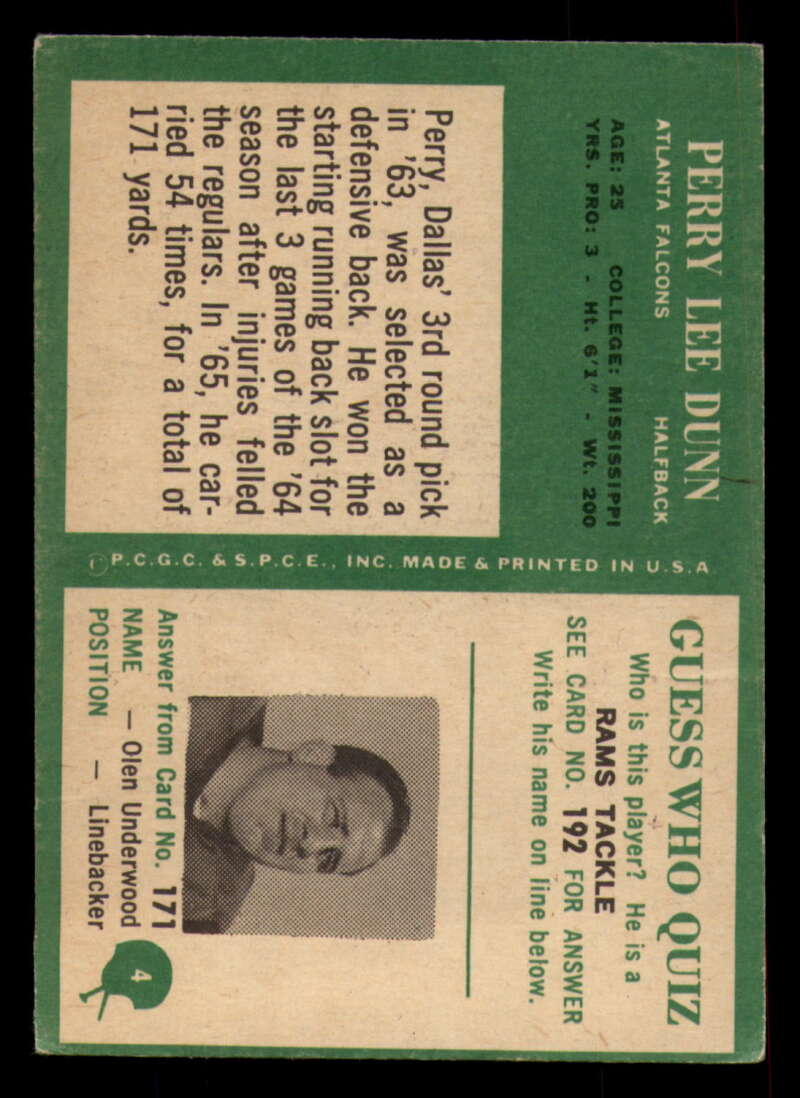 PERRY LEE DUNN
ATLANTA FALCONS HALFBACK
AGE: 25 COLLEGE: MISSISSIPPI
YRS. PRO: 3 - Ht. 6'1" - Wt. 200
Perry, Dallas' 3rd round pick
in '63, was selected as a
defensive back. He won the
starting running back slot for
the last 3 games of the '64
season after injuries felled
the regulars. In '65, he car-
ried 54 times, for a total of
171 yards.
©P.C.G.C. & S.P.C.E., INC. MADE & PRINTED IN U.S.A
GUESS WHO QUIZ
Who is this player? He is a
RAMS TACKLE
SEE CARD NO. 192 FOR ANSWER
Write his name on line below.
Answer from Card No. 171
NAME — Olen Underwood
POSITION — Linebacker
4